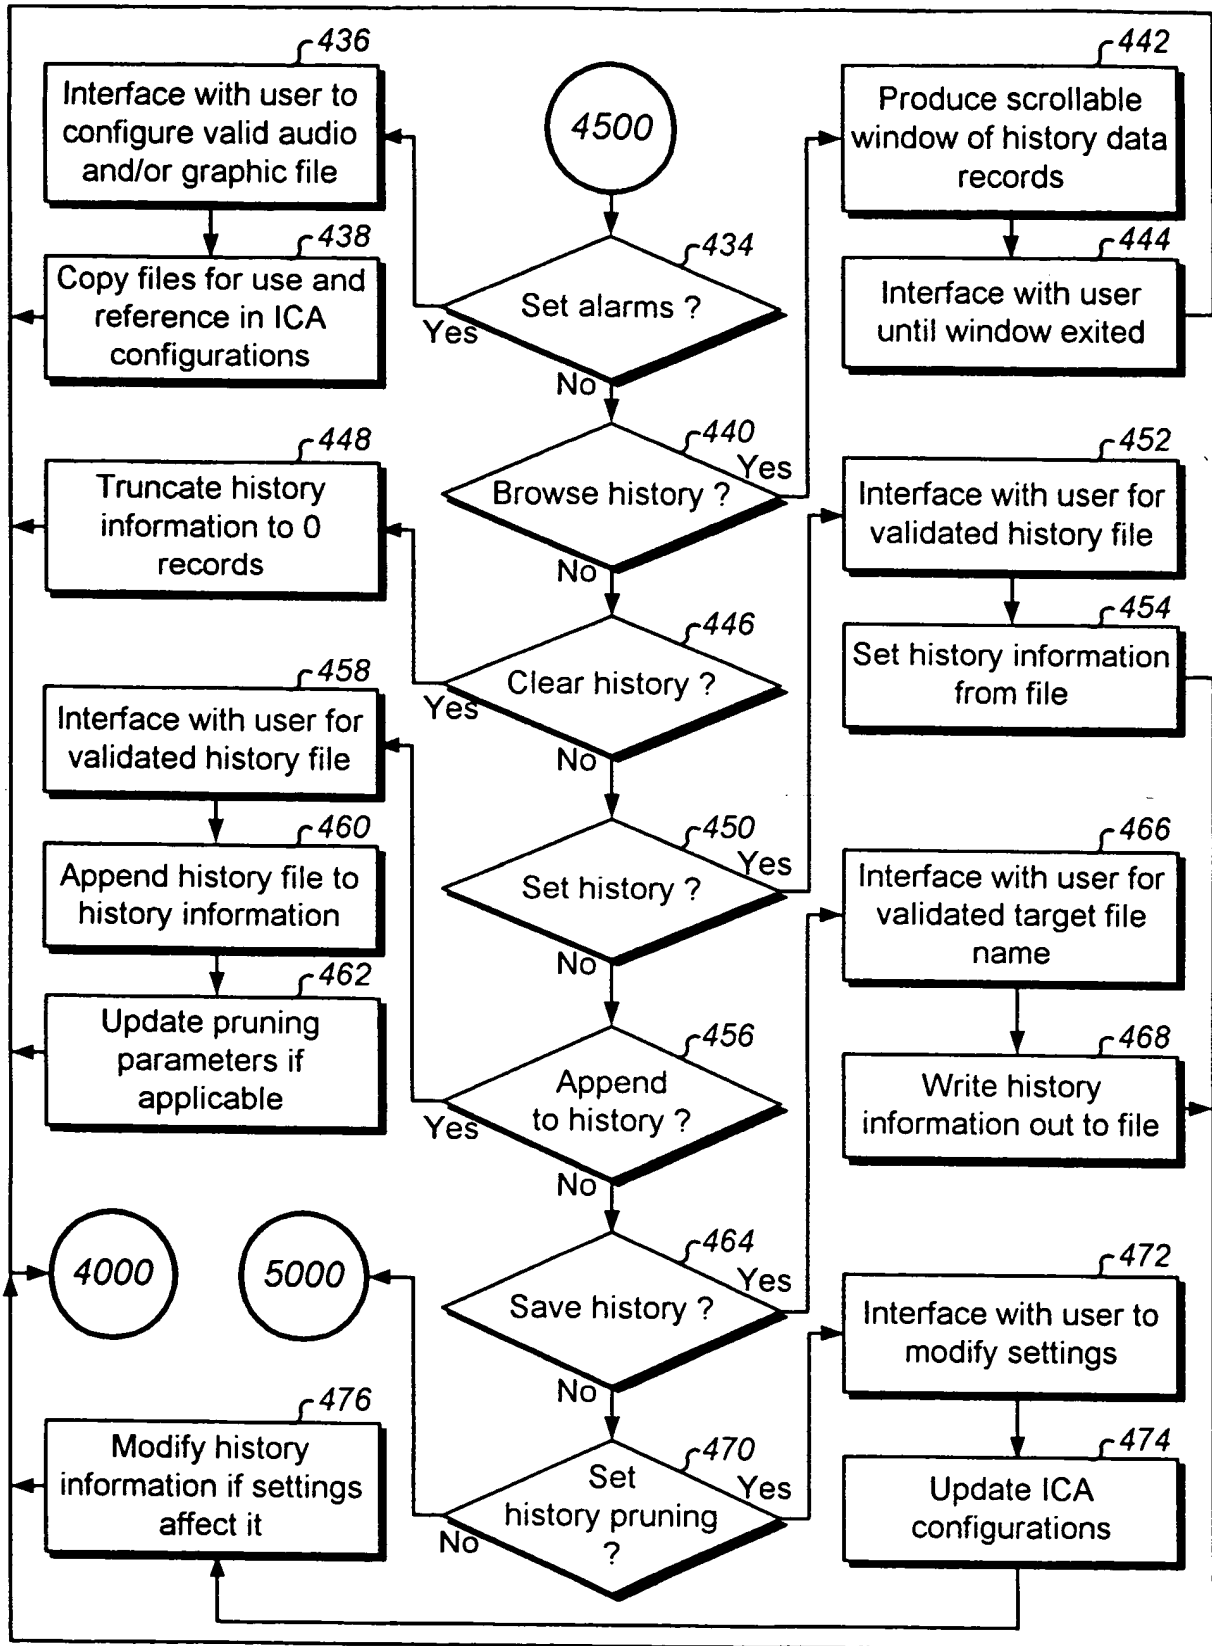 436
Interface with user to
configure valid audio
and/or graphic file
438
Copy files for use and
reference in ICA
configurations
448
Truncate history
information to 0
records
458
Interface with user for
validated history file
460
Append history file to
history information
462
Update pruning
parameters if
applicable
4000
5000
476
Modify history
information if settings
affect it
4500
434
Set alarms ?
Yes
No
440
Browse history ?
Yes
No
446
Clear history ?
Yes
No
450
Set history ?
Yes
No
456
Append
to history ?
Yes
No
464
Save history ?
Yes
No
470
Set
history pruning
?
Yes
No
442
Produce scrollable
window of history data
records
444
Interface with user
until window exited
452
Interface with user for
validated history file
454
Set history information
from file
466
Interface with user for
validated target file
name
468
Write history
information out to file
472
Interface with user to
modify settings
474
Update ICA
configurations